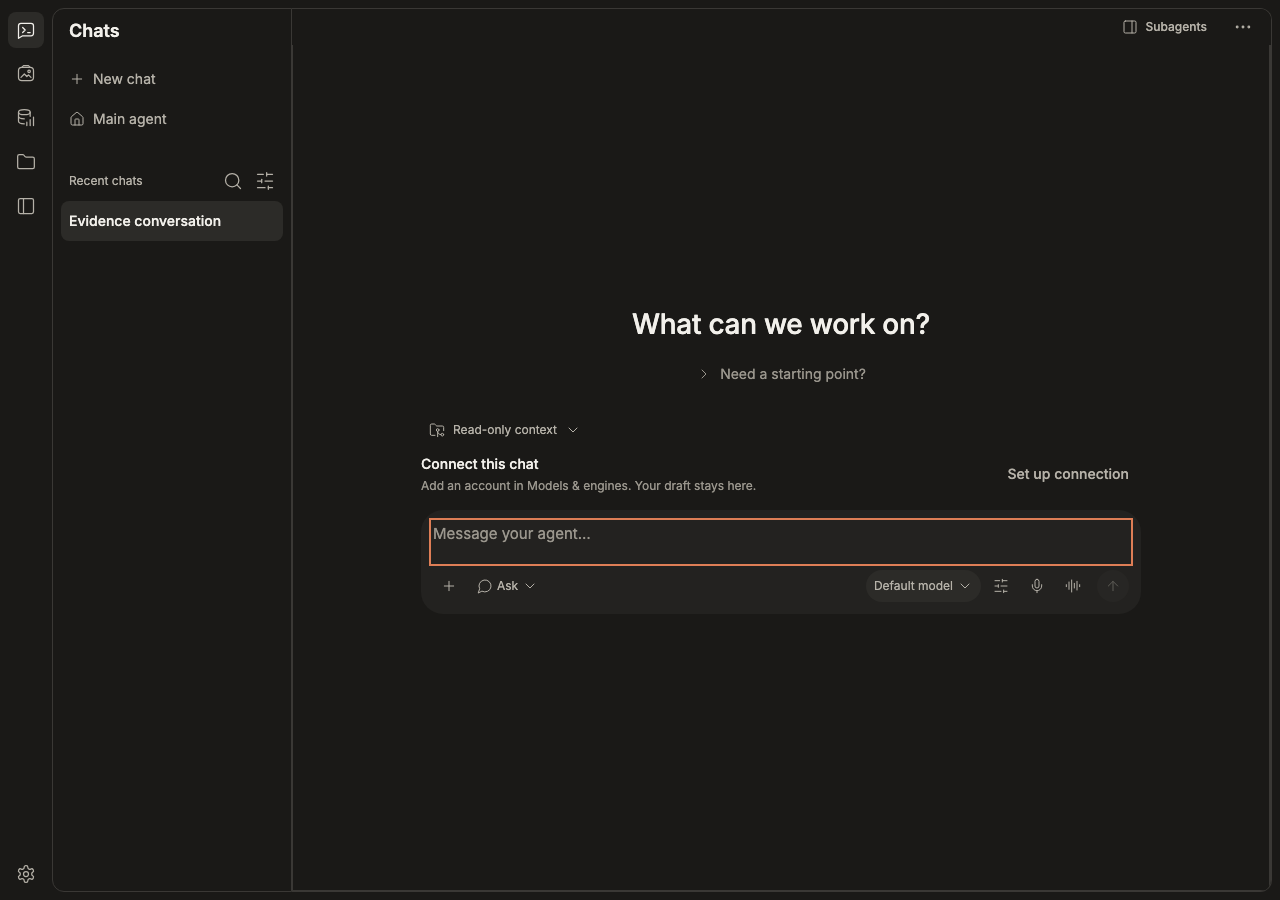 Chats
Subagents
New chat
Main agent
Recent chats
Evidence conversation
What can we work on?
Need a starting point?
Read-only context
Connect this chat
Add an account in Models & engines. Your draft stays here.
Set up connection
Message your agent...
Ask
Default model